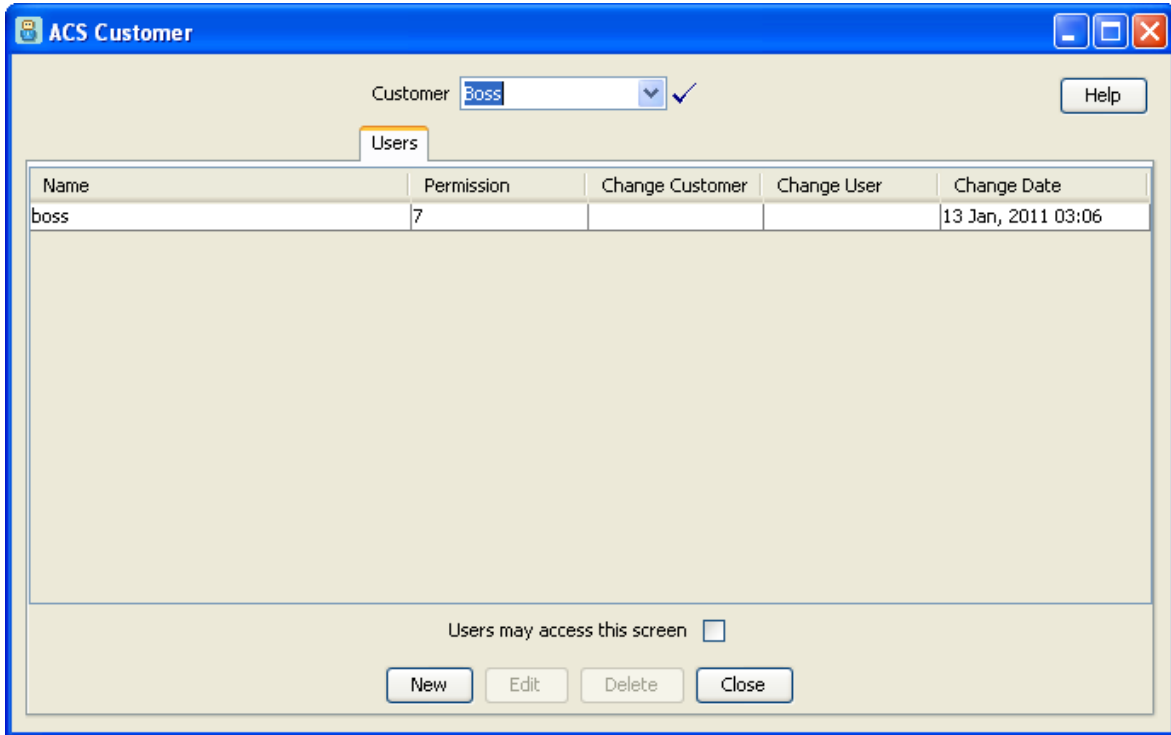 ACS Customer
Customer Boss
Help
Users
Name Permission Change Customer Change User Change Date
boss 7 13 Jan, 2011 03:06
Users may access this screen
New Edit Delete Close